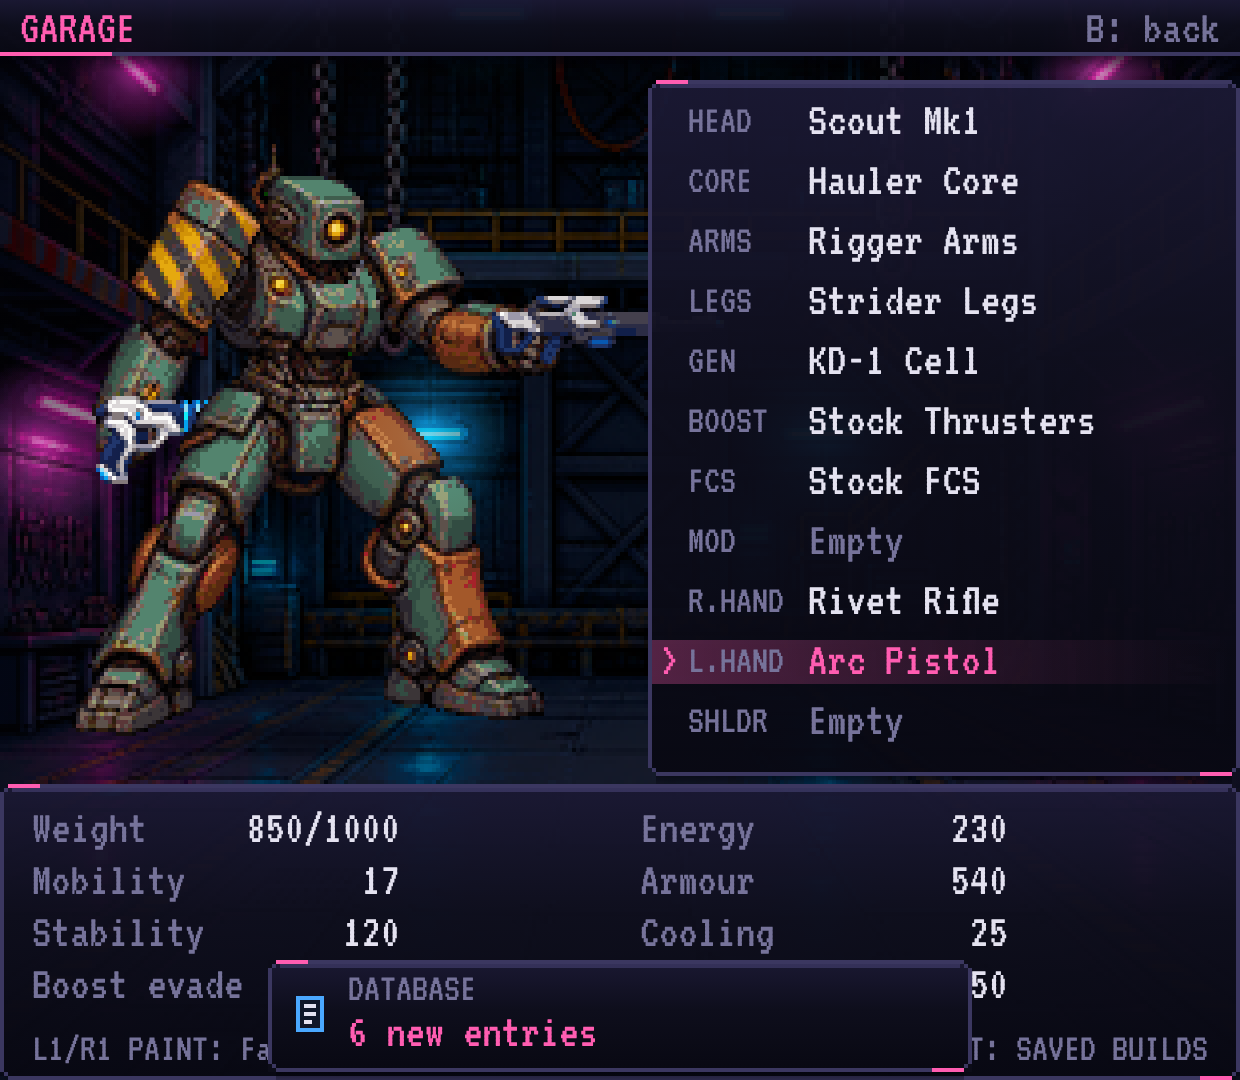 GARAGE
B: back
HEAD Scout Mk1
CORE Hauler Core
ARMS Rigger Arms
LEGS Strider Legs
GEN KD-1 Cell
BOOST Stock Thrusters
FCS Stock FCS
MOD Empty
R.HAND Rivet Rifle
> L.HAND Arc Pistol
SHLDR Empty
Weight 850/1000 Energy 230
Mobility 17 Armour 540
Stability 120 Cooling 25
Boost evade 50
DATABASE
6 new entries
L1/R1 PAINT: SAVED BUILDS